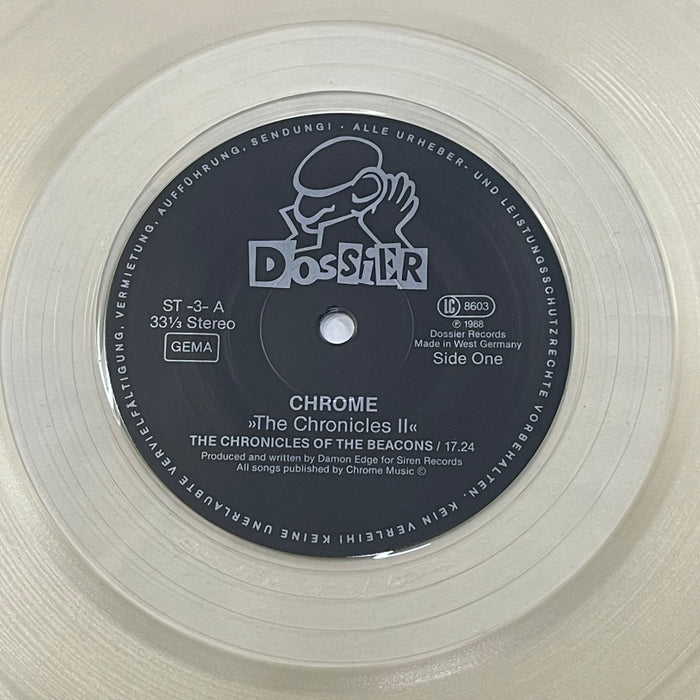 ALLE URHEBER- UND LEISTUNGSSCHUTZRECHTE VORBEHALTEN. KEIN VERLEIH! KEINE UNERLAUBTE VERVIELFÄLTIGUNG, VERMIETUNG, AUFFÜHRUNG, SENDUNG! ·
DOSSiER
ST -3- A
33⅓ Stereo
GEMA
LC 8603
℗ 1988
Dossier Records
Made in West Germany
Side One
CHROME
»The Chronicles II«
THE CHRONICLES OF THE BEACONS / 17.24
Produced and written by Damon Edge for Siren Records
All songs published by Chrome Music ©